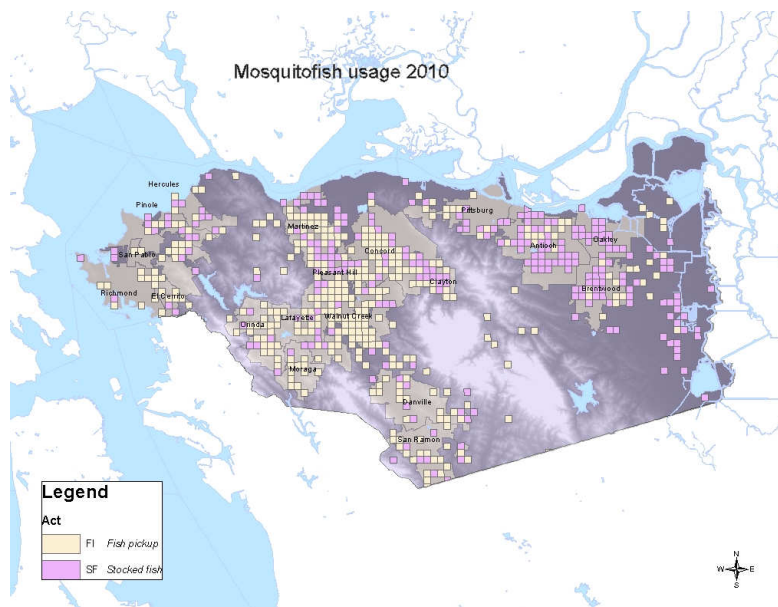 Mosquitofish usage 2010
Hercules
Pinole
Pittsburg
Martinez
Antioch
Oakley
San Pablo
Concord
Pleasant Hill
Clayton
Richmond
El Cerrito
Brentwood
Lafayette
Walnut Creek
Orinda
Moraga
Danville
San Ramon
Legend
Act
FI Fish pickup
SF Stocked fish
N
W E
S